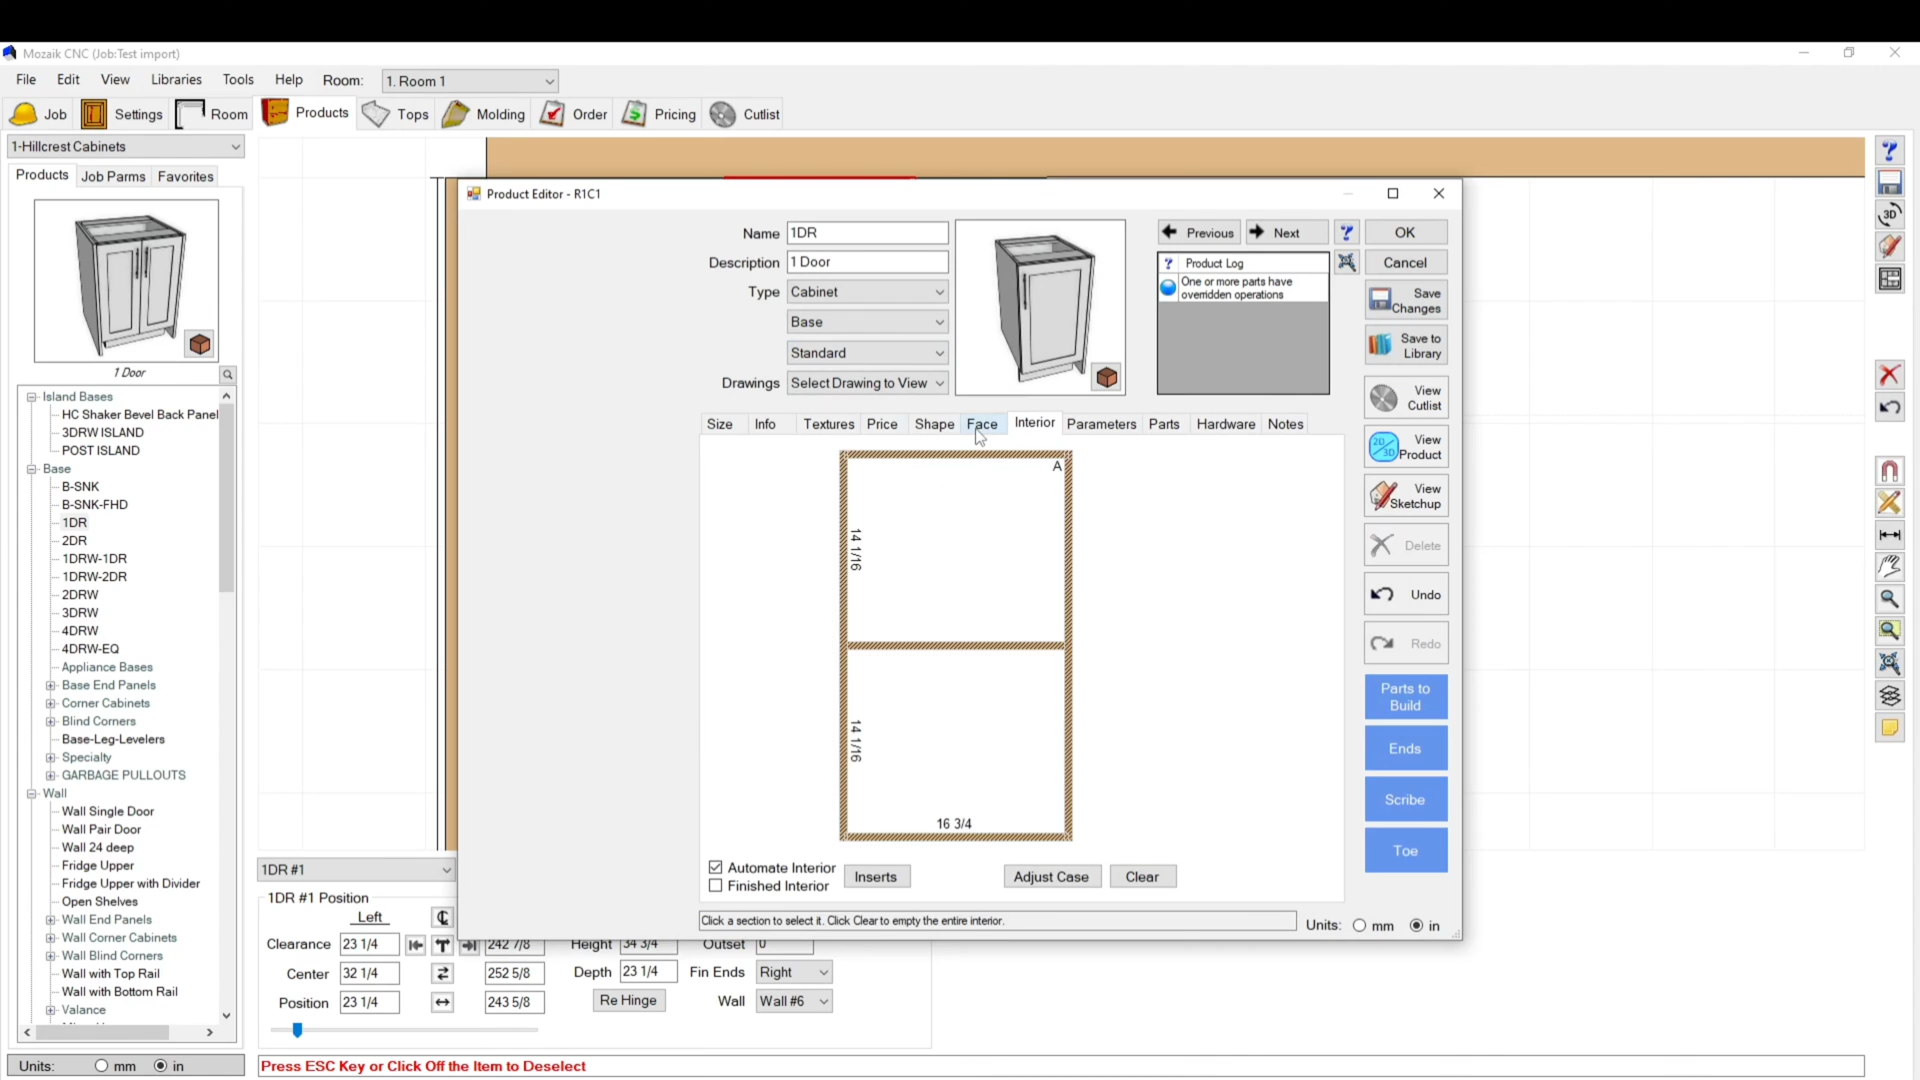 Mozaik CNC (Job:Test import)
File Edit View Libraries Tools Help Room: 1. Room 1
Job Settings Room Products Tops Molding Order Pricing Cutlist
1-Hillcrest Cabinets
Products Job Parms Favorites
1 Door
Island Bases
HC Shaker Bevel Back Panel
3DRW ISLAND
POST ISLAND
Base
B-SNK
B-SNK-FHD
1DR
2DR
1DRW-1DR
1DRW-2DR
2DRW
3DRW
4DRW
4DRW-EQ
Appliance Bases
Base End Panels
Corner Cabinets
Blind Corners
Base-Leg-Levelers
Specialty
GARBAGE PULLOUTS
Wall
Wall Single Door
Wall Pair Door
Wall 24 deep
Fridge Upper
Fridge Upper with Divider
Open Shelves
Wall End Panels
Wall Corner Cabinets
Wall Blind Corners
Wall with Top Rail
Wall with Bottom Rail
Valance
Units: mm in
Product Editor - R1C1
Name 1DR
Description 1 Door
Type Cabinet
Base
Standard
Drawings Select Drawing to View
Previous Next ?
? Product Log
One or more parts have
overridden operations
OK
Cancel
Save
Changes
Save to
Library
View
Cutlist
2D/3D View
Product
View
Sketchup
Delete
Undo
Redo
Parts to
Build
Ends
Scribe
Toe
Size Info Textures Price Shape Face Interior Parameters Parts Hardware Notes
A
14 1/16
14 1/16
16 3/4
Automate Interior
Finished Interior
Inserts Adjust Case Clear
Click a section to select it. Click Clear to empty the entire interior.
Units: mm in
1DR #1
1DR #1 Position
Left
Clearance 23 1/4 242 7/8 Height 34 3/4 Outset 0
Center 32 1/4 252 5/8 Depth 23 1/4 Fin Ends Right
Position 23 1/4 243 5/8 Re Hinge Wall Wall #6
Press ESC Key or Click Off the Item to Deselect
?
3D